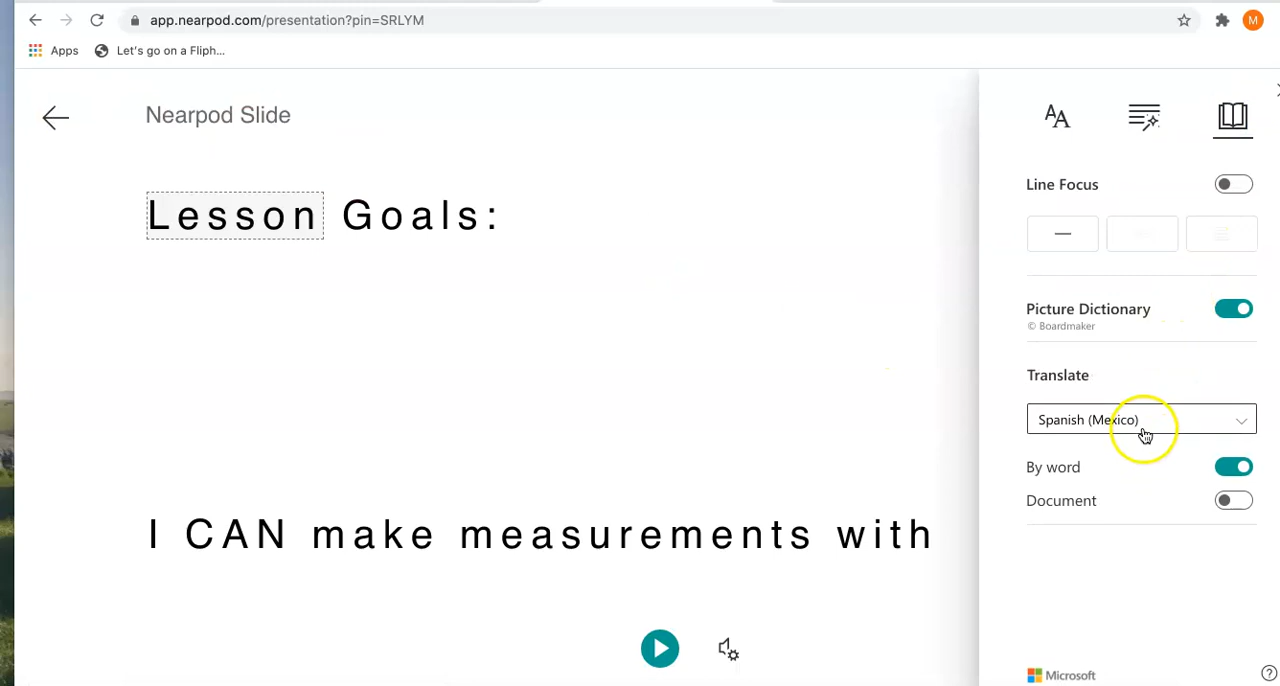 app.nearpod.com/presentation?pin=SRLYM
M
Apps
Let's go on a Fliph...
Nearpod Slide
AA
Lesson Goals:
I CAN make measurements with
Line Focus
Picture Dictionary
© Boardmaker
Translate
Spanish (Mexico)
By word
Document
Microsoft
?